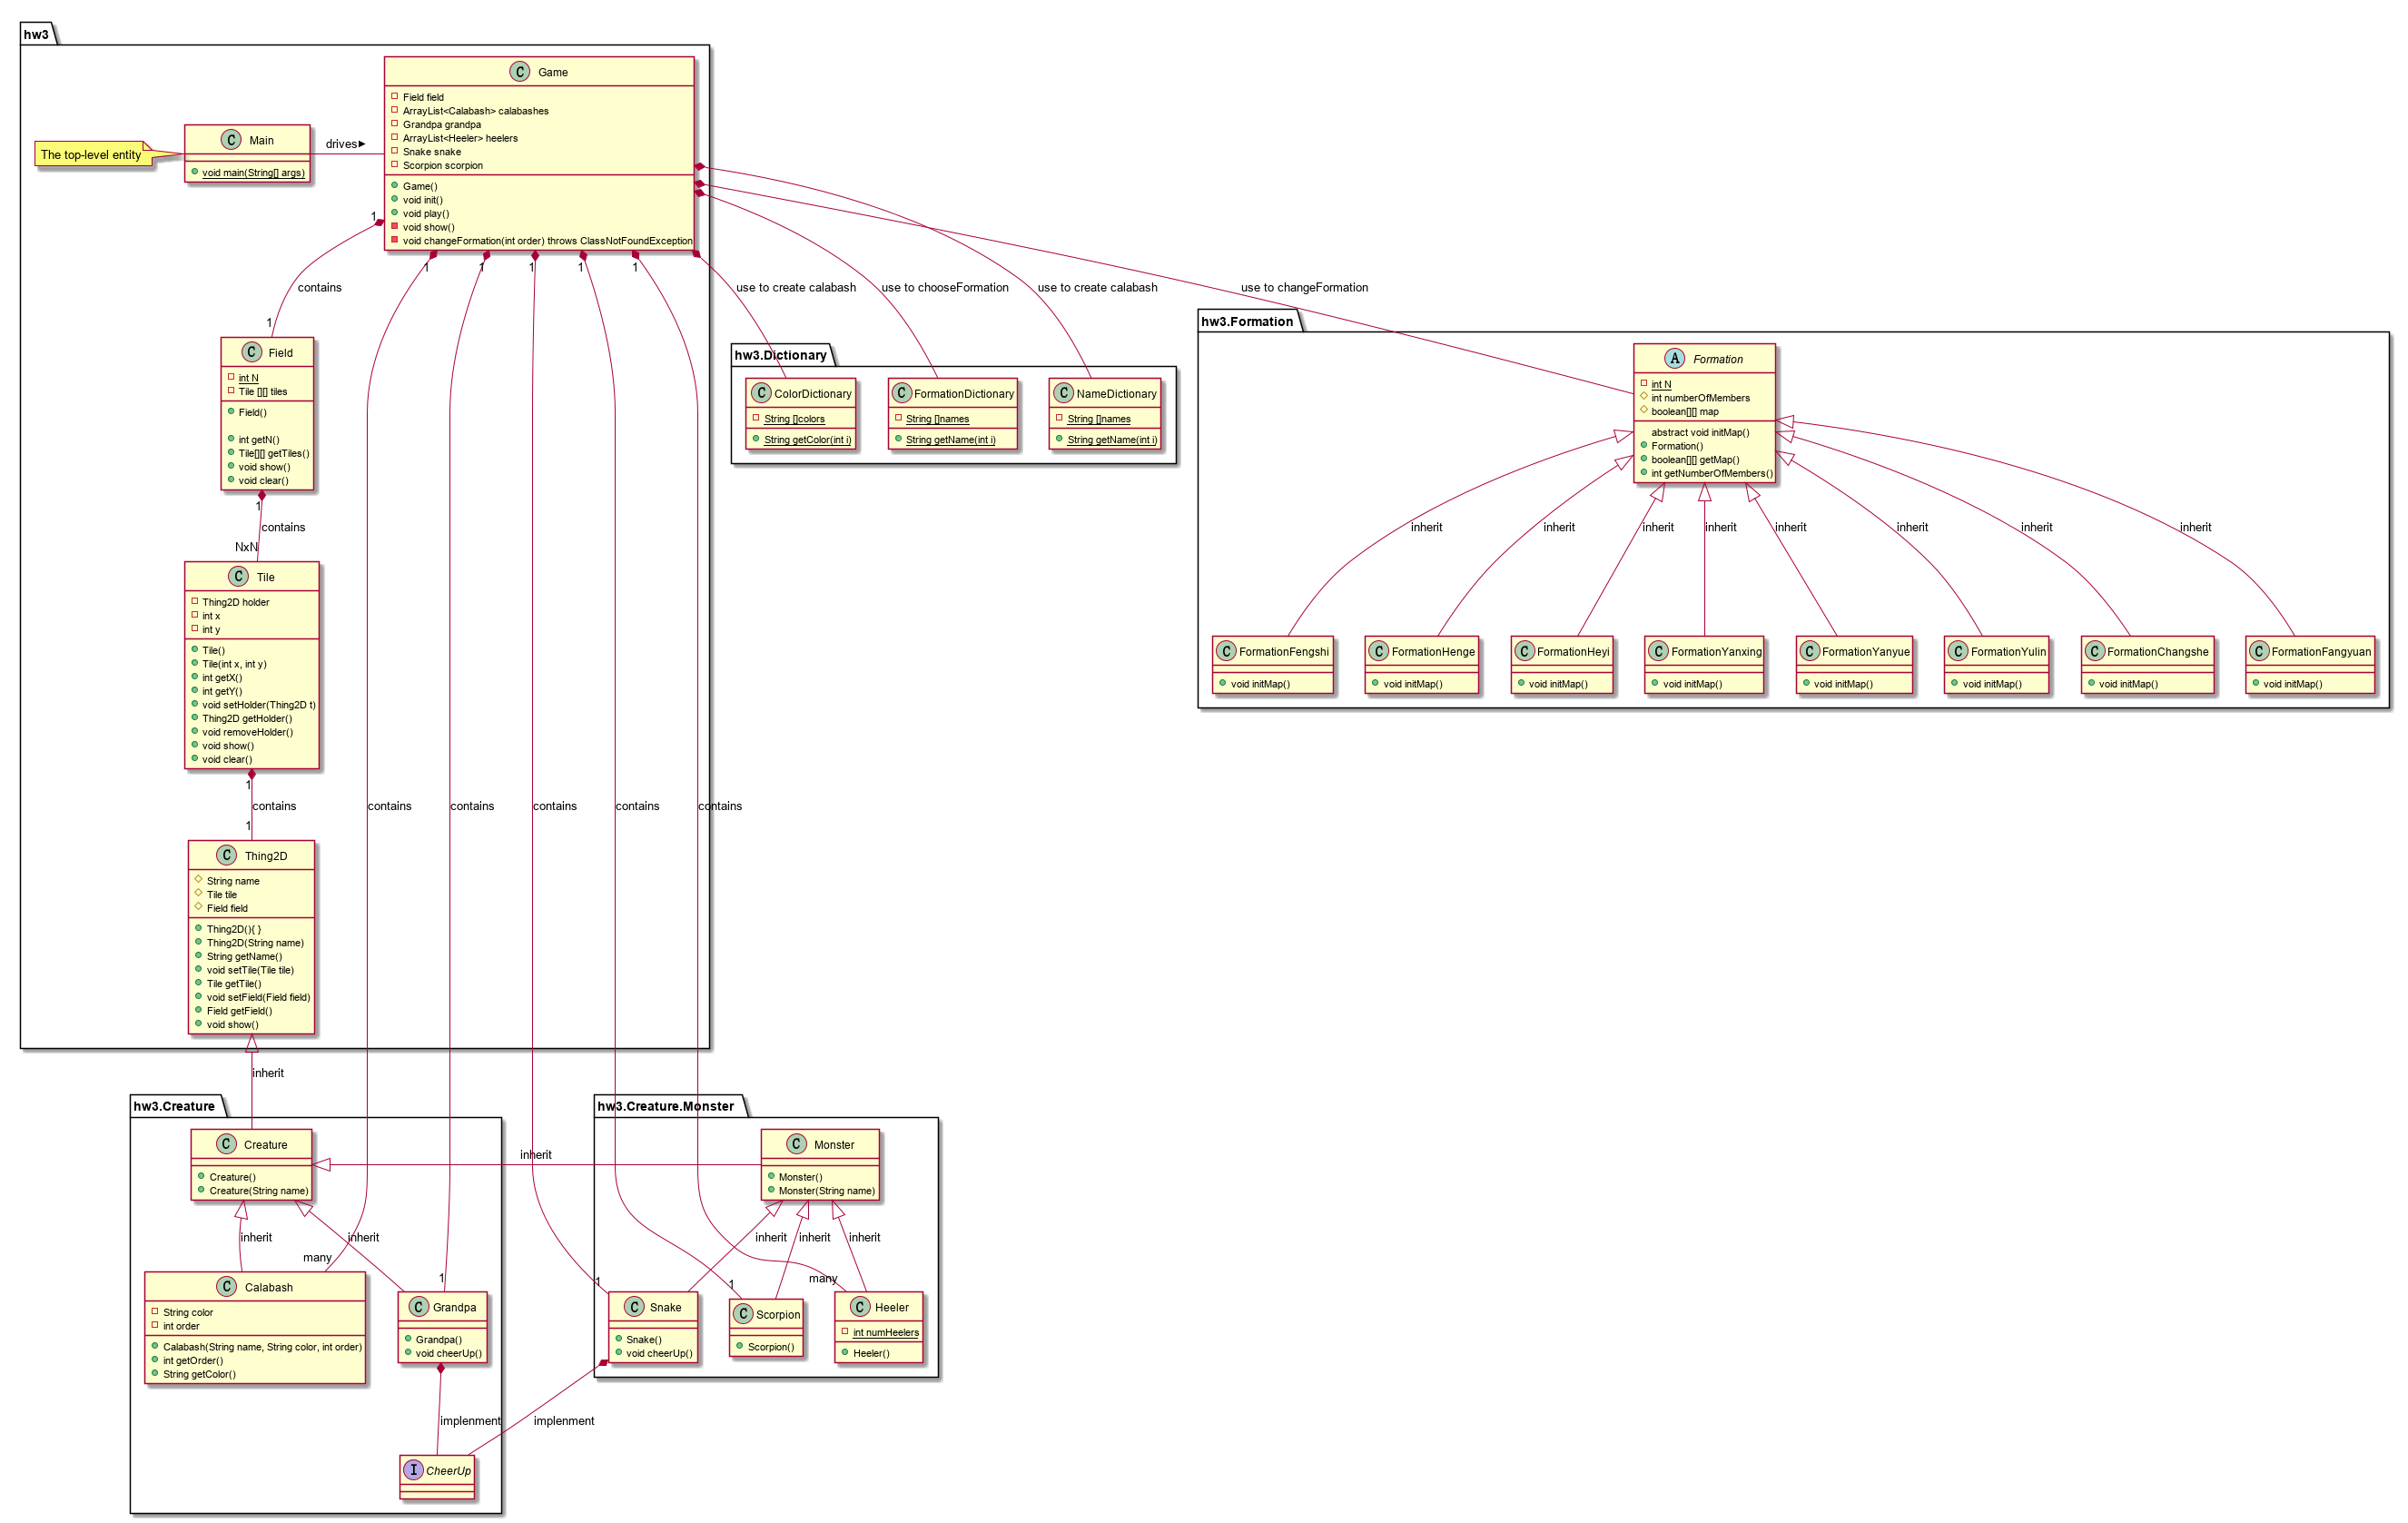 hw3
C Game
Field field
ArrayList<Calabash> calabashes
Grandpa grandpa
ArrayList<Heeler> heelers
Snake snake
Scorpion scorpion
Game()
void init()
void play()
void show()
void changeFormation(int order) throws ClassNotFoundException
The top-level entity
C Main
void main(String[] args)
drives
1
1
1
1
1
1
contains
1
use to create calabash
use to chooseFormation
use to create calabash
use to changeFormation
C Field
int N
Tile [][] tiles
Field()
int getN()
Tile[][] getTiles()
void show()
void clear()
1
contains
NxN
hw3.Dictionary
C ColorDictionary
String []colors
String getColor(int i)
C FormationDictionary
String []names
String getName(int i)
C NameDictionary
String []names
String getName(int i)
hw3.Formation
A Formation
int N
int numberOfMembers
boolean[][] map
abstract void initMap()
Formation()
boolean[][] getMap()
int getNumberOfMembers()
inherit
inherit
inherit
inherit
inherit
inherit
inherit
inherit
C FormationFengshi
void initMap()
C FormationHenge
void initMap()
C FormationHeyi
void initMap()
C FormationYanxing
void initMap()
C FormationYanyue
void initMap()
C FormationYulin
void initMap()
C FormationChangshe
void initMap()
C FormationFangyuan
void initMap()
C Tile
Thing2D holder
int x
int y
Tile()
Tile(int x, int y)
int getX()
int getY()
void setHolder(Thing2D t)
Thing2D getHolder()
void removeHolder()
void show()
void clear()
1
contains
1
contains
contains
contains
contains
contains
C Thing2D
String name
Tile tile
Field field
Thing2D(){ }
Thing2D(String name)
String getName()
void setTile(Tile tile)
Tile getTile()
void setField(Field field)
Field getField()
void show()
inherit
hw3.Creature
C Creature
Creature()
Creature(String name)
inherit
inherit
inherit
many
1
C Calabash
String color
int order
Calabash(String name, String color, int order)
int getOrder()
String getColor()
C Grandpa
Grandpa()
void cheerUp()
implenment
implenment
I CheerUp
hw3.Creature.Monster
C Monster
Monster()
Monster(String name)
inherit
inherit
inherit
1
1
many
C Snake
Snake()
void cheerUp()
C Scorpion
Scorpion()
C Heeler
int numHeelers
Heeler()